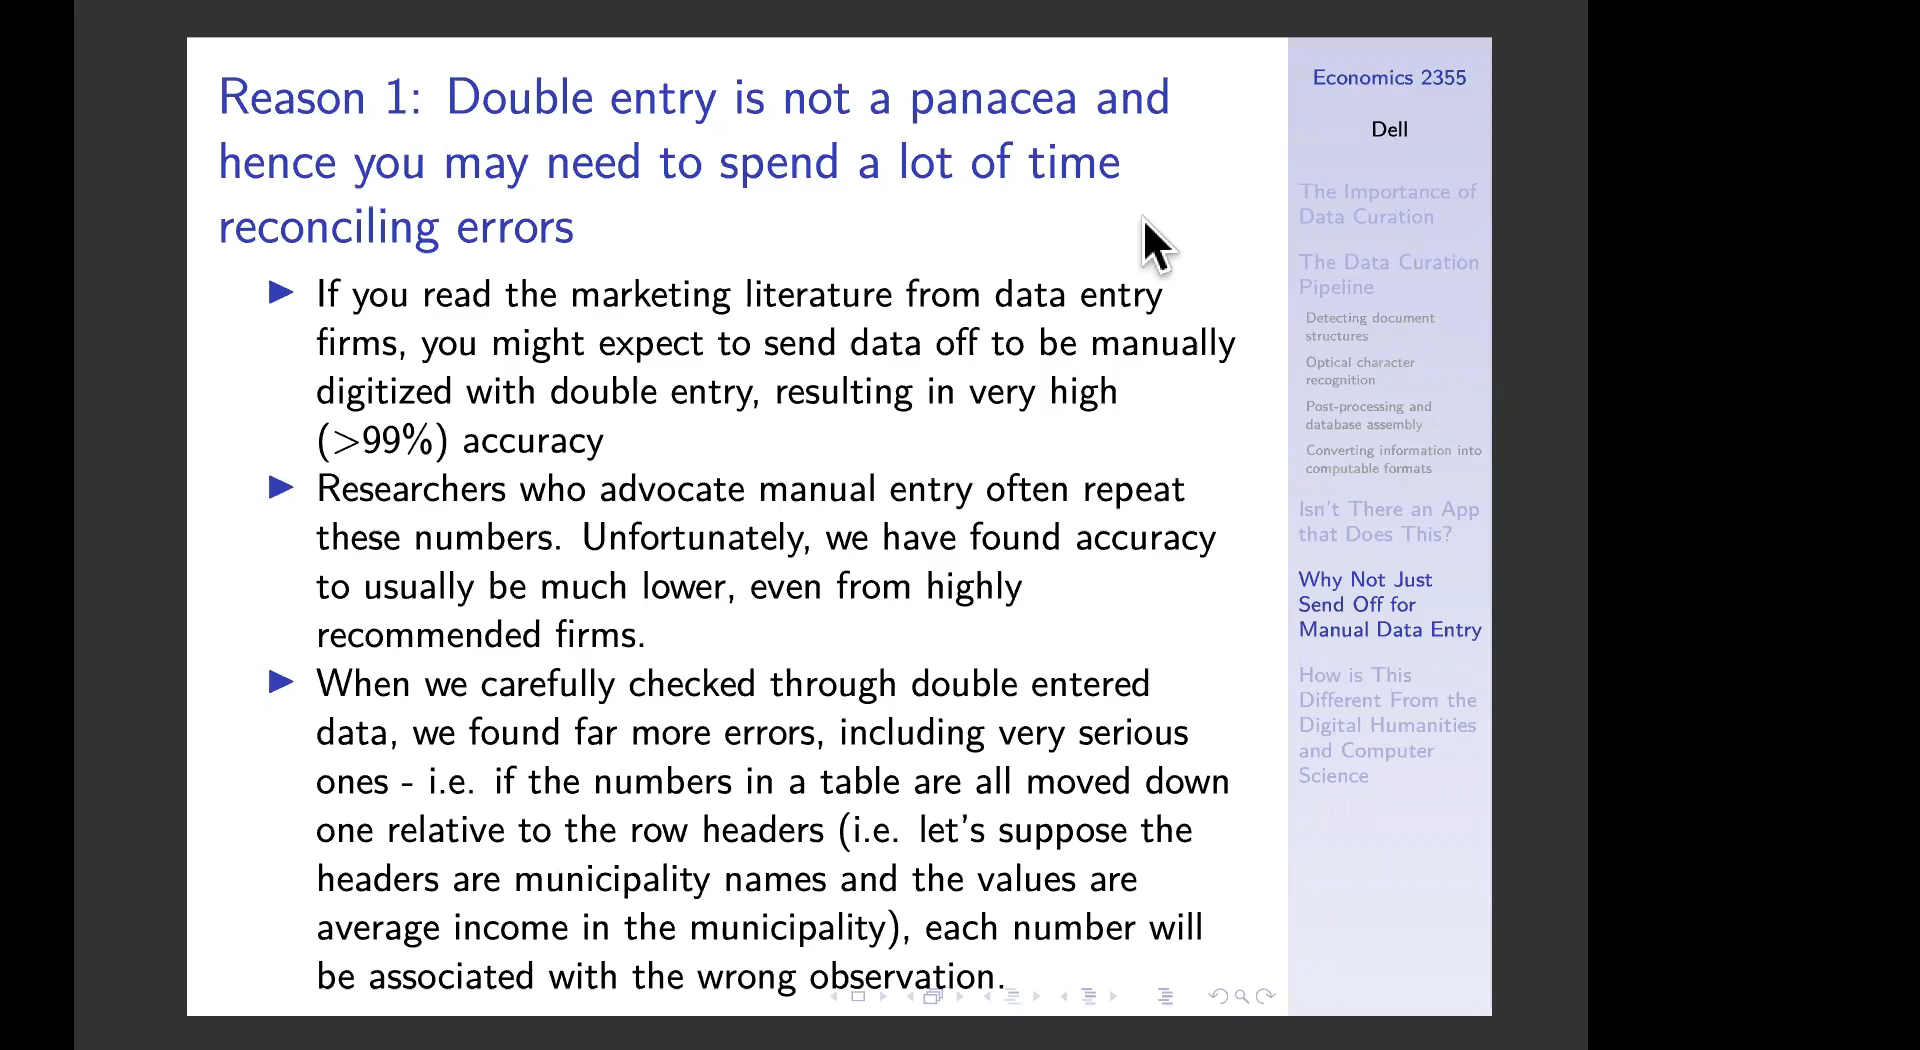 Reason 1: Double entry is not a panacea and
hence you may need to spend a lot of time
reconciling errors
If you read the marketing literature from data entry
firms, you might expect to send data off to be manually
digitized with double entry, resulting in very high
(>99%) accuracy
Researchers who advocate manual entry often repeat
these numbers. Unfortunately, we have found accuracy
to usually be much lower, even from highly
recommended firms.
When we carefully checked through double entered
data, we found far more errors, including very serious
ones - i.e. if the numbers in a table are all moved down
one relative to the row headers (i.e. let's suppose the
headers are municipality names and the values are
average income in the municipality), each number will
be associated with the wrong observation.
Economics 2355
Dell
The Importance of
Data Curation
The Data Curation
Pipeline
Detecting document
structures
Optical character
recognition
Post-processing and
database assembly
Converting information into
computable formats
Isn't There an App
that Does This?
Why Not Just
Send Off for
Manual Data Entry
How is This
Different From the
Digital Humanities
and Computer
Science